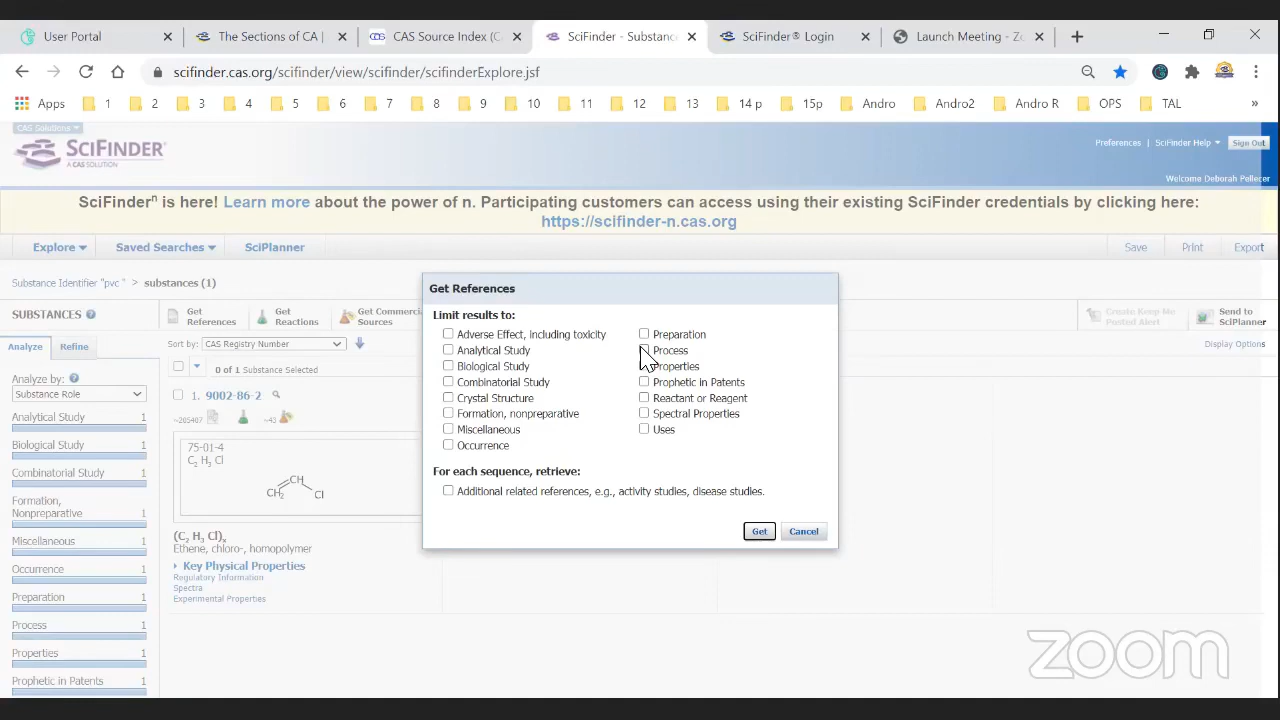 User Portal
The Sections of CA |
CAS Source Index (C
SciFinder - Substanc
SciFinder® Login
Launch Meeting - Zo
scifinder.cas.org/scifinder/view/scifinder/scifinderExplore.jsf
Apps 1 2 3 4 5 6 7 8 9 10 11 12 13 14 p 15p Andro Andro2 Andro R OPS TAL »
CAS Solutions
SCIFINDER
A CAS SOLUTION
Preferences | SciFinder Help Sign Out
Welcome Deborah Pellecer
SciFinderⁿ is here! Learn more about the power of n. Participating customers can access using their existing SciFinder credentials by clicking here:
https://scifinder-n.cas.org
Explore Saved Searches SciPlanner Save Print Export
Substance Identifier "pvc " > substances (1)
SUBSTANCES
Get References
Get Reactions
Get Commerci
Sources
Create Keep Me
Posted Alert
Send to
SciPlanner
Analyze Refine
Sort by: CAS Registry Number
Display Options
0 of 1 Substance Selected
Analyze by:
Substance Role
Analytical Study 1
Biological Study 1
Combinatorial Study 1
Formation,
Nonpreparative 1
Miscellaneous 1
Occurrence 1
Preparation 1
Process 1
Properties 1
Prophetic in Patents 1
1. 9002-86-2
~205407 ~43
75-01-4
C₂ H₃ Cl
CH₂ CH Cl
(C₂ H₃ Cl)ₓ
Ethene, chloro-, homopolymer
Key Physical Properties
Regulatory Information
Spectra
Experimental Properties
Get References
Limit results to:
Adverse Effect, including toxicity
Analytical Study
Biological Study
Combinatorial Study
Crystal Structure
Formation, nonpreparative
Miscellaneous
Occurrence
Preparation
Process
Properties
Prophetic in Patents
Reactant or Reagent
Spectral Properties
Uses
For each sequence, retrieve:
Additional related references, e.g., activity studies, disease studies.
Get Cancel
zoom